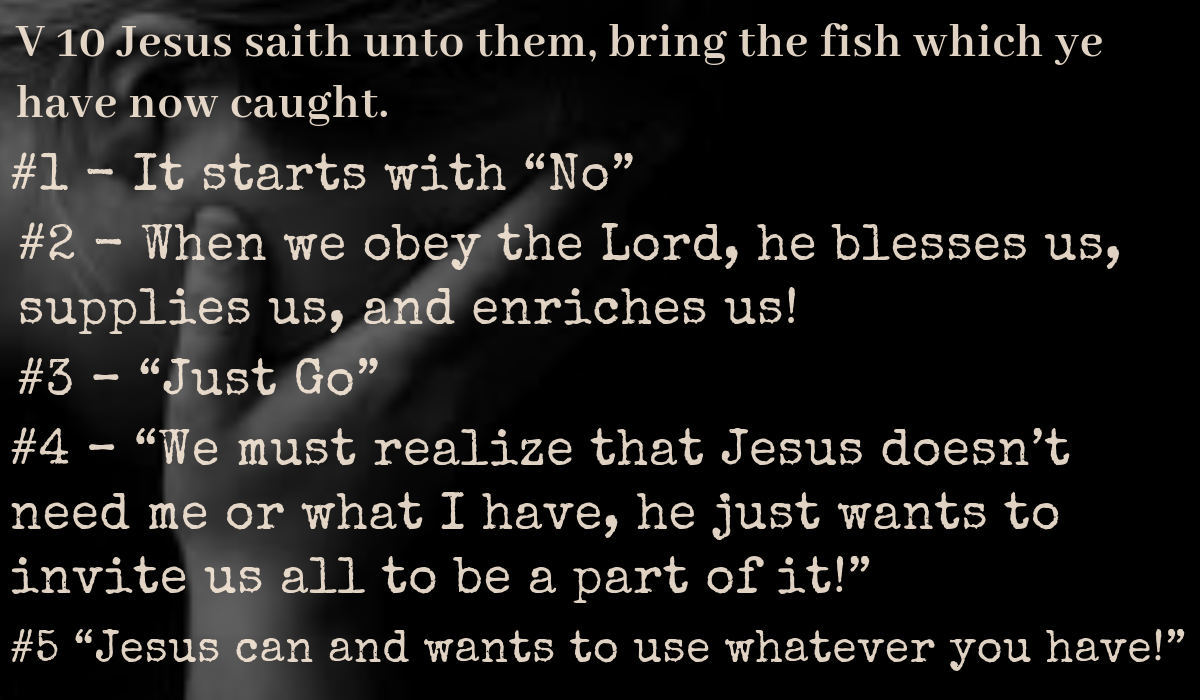 V 10 Jesus saith unto them, bring the fish which ye
have now caught.
#1 – It starts with “No”
#2 – When we obey the Lord, he blesses us,
supplies us, and enriches us!
#3 – “Just Go”
#4 – “We must realize that Jesus doesn’t
need me or what I have, he just wants to
invite us all to be a part of it!”
#5 “Jesus can and wants to use whatever you have!”